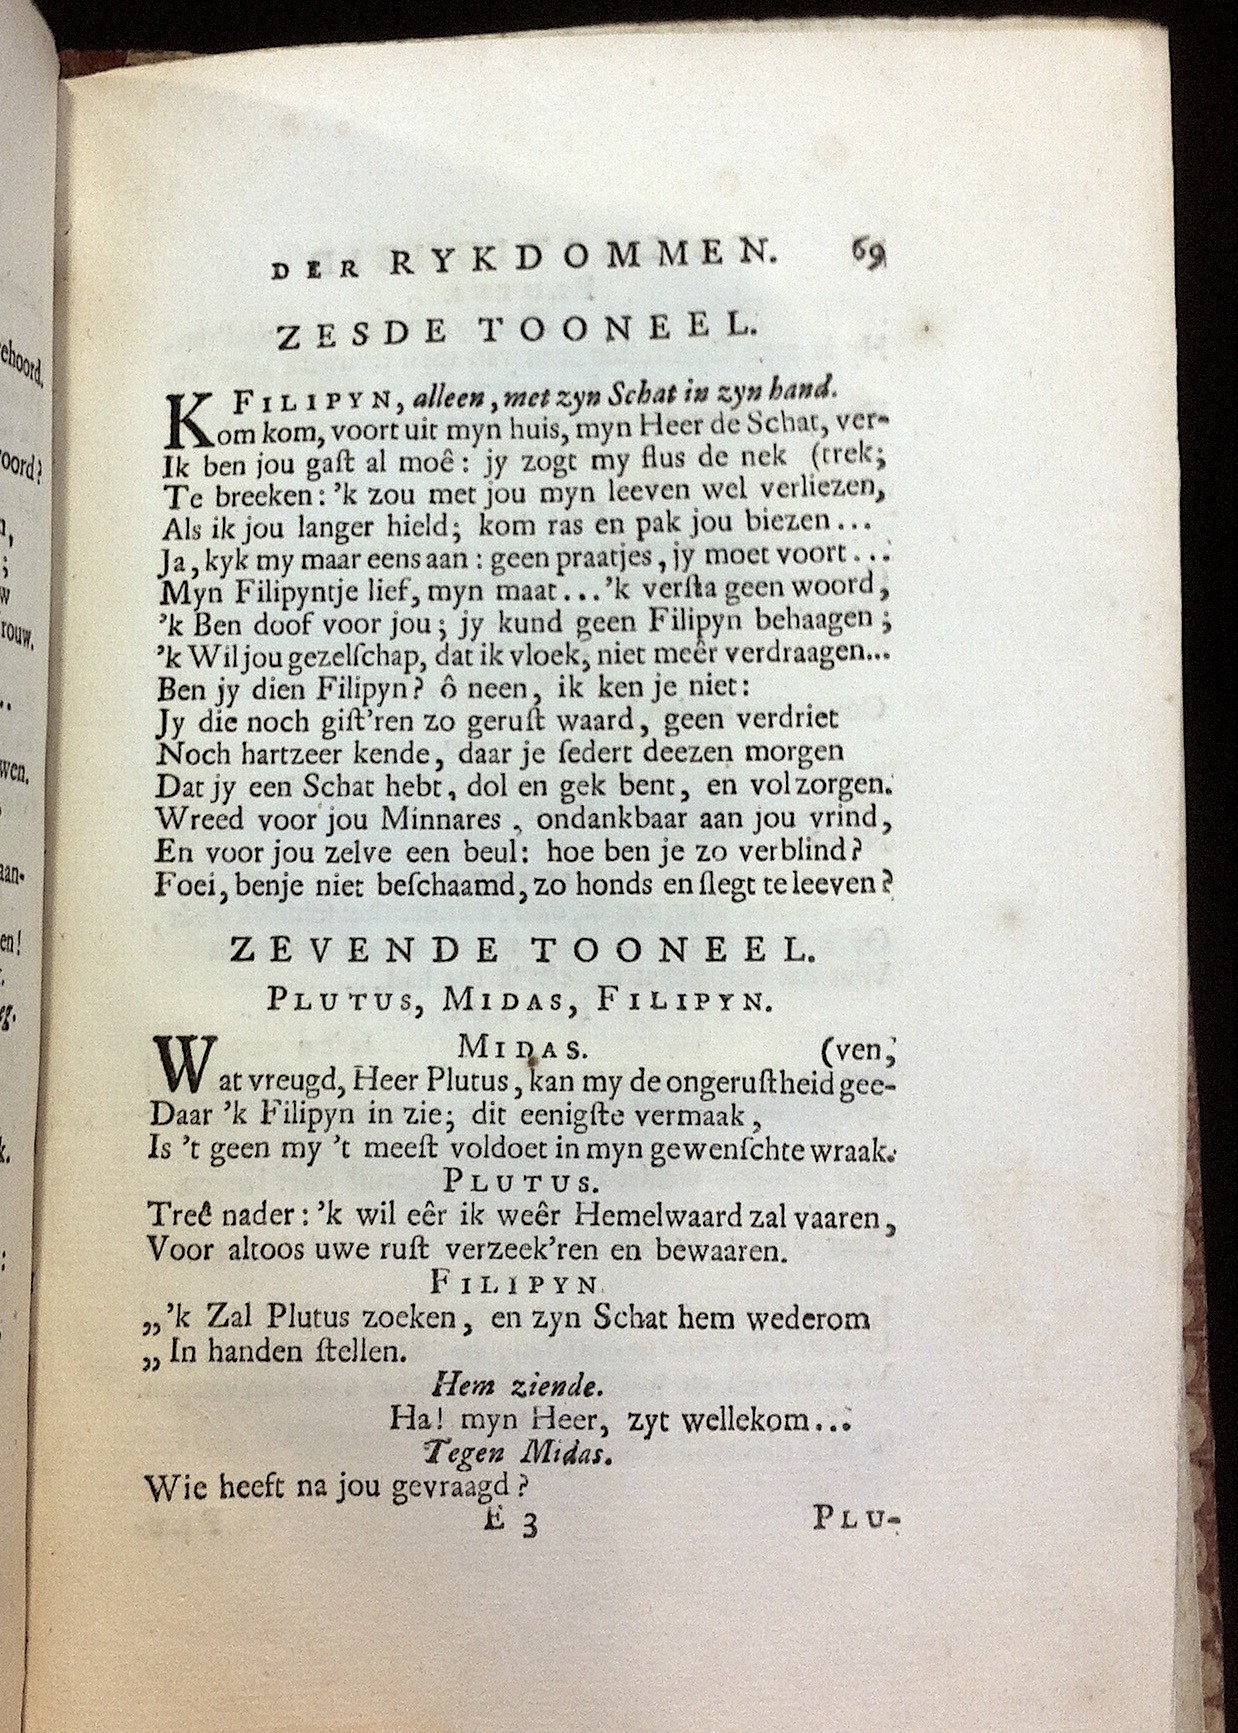 DER RYKDOMMEN. 69
ZESDE TOONEEL.
FILIPYN, alleen, met zyn Schat in zyn hand.
Kom kom, voort uit myn huis, myn Heer de Schat, ver-
Ik ben jou gaſt al moê: jy zogt my ſlus de nek (trek;
Te breeken: ’k zou met jou myn leeven wel verliezen,
Als ik jou langer hield; kom ras en pak jou biezen...
Ja, kyk my maar eens aan: geen praatjes, jy moet voort...
Myn Filipyntje lief, myn maat...’k verſta geen woord,
’k Ben doof voor jou; jy kund geen Filipyn behaagen;
’k Wil jou gezelſchap, dat ik vloek, niet meêr verdraagen...
Ben jy dien Filipyn? ô neen, ik ken je niet:
Jy die noch giſt’ren zo geruſt waard, geen verdriet
Noch hartzeer kende, daar je ſedert deezen morgen
Dat jy een Schat hebt, dol en gek bent, en vol zorgen.
Wreed voor jou Minnares, ondankbaar aan jou vrind,
En voor jou zelve een beul: hoe ben je zo verblind?
Foei, benje niet beſchaamd, zo honds en ſlegt te leeven?
ZEVENDE TOONEEL.
PLUTUS, MIDAS, FILIPYN.
MIDAS. (ven,
Wat vreugd, Heer Plutus, kan my de ongeruſtheid gee-
Daar ’k Filipyn in zie; dit eenigſte vermaak,
Is ’t geen my ’t meeſt voldoet in myn gewenſchte wraak.
PLUTUS.
Treê nader: ’k wil eêr ik weêr Hemelwaard zal vaaren,
Voor altoos uwe ruſt verzeek’ren en bewaaren.
FILIPYN.
„ ’k Zal Plutus zoeken, en zyn Schat hem wederom
„ In handen ſtellen.
Hem ziende.
Ha! myn Heer, zyt wellekom...
Tegen Midas.
Wie heeft na jou gevraagd?
E 3 PLU-